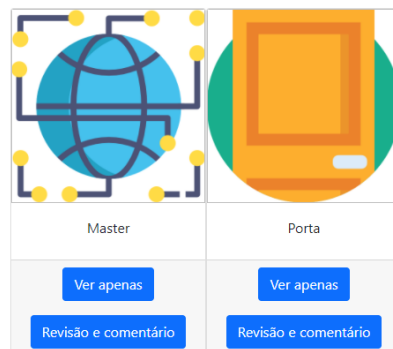 Master
Porta
Ver apenas
Ver apenas
Revisão e comentário
Revisão e comentário